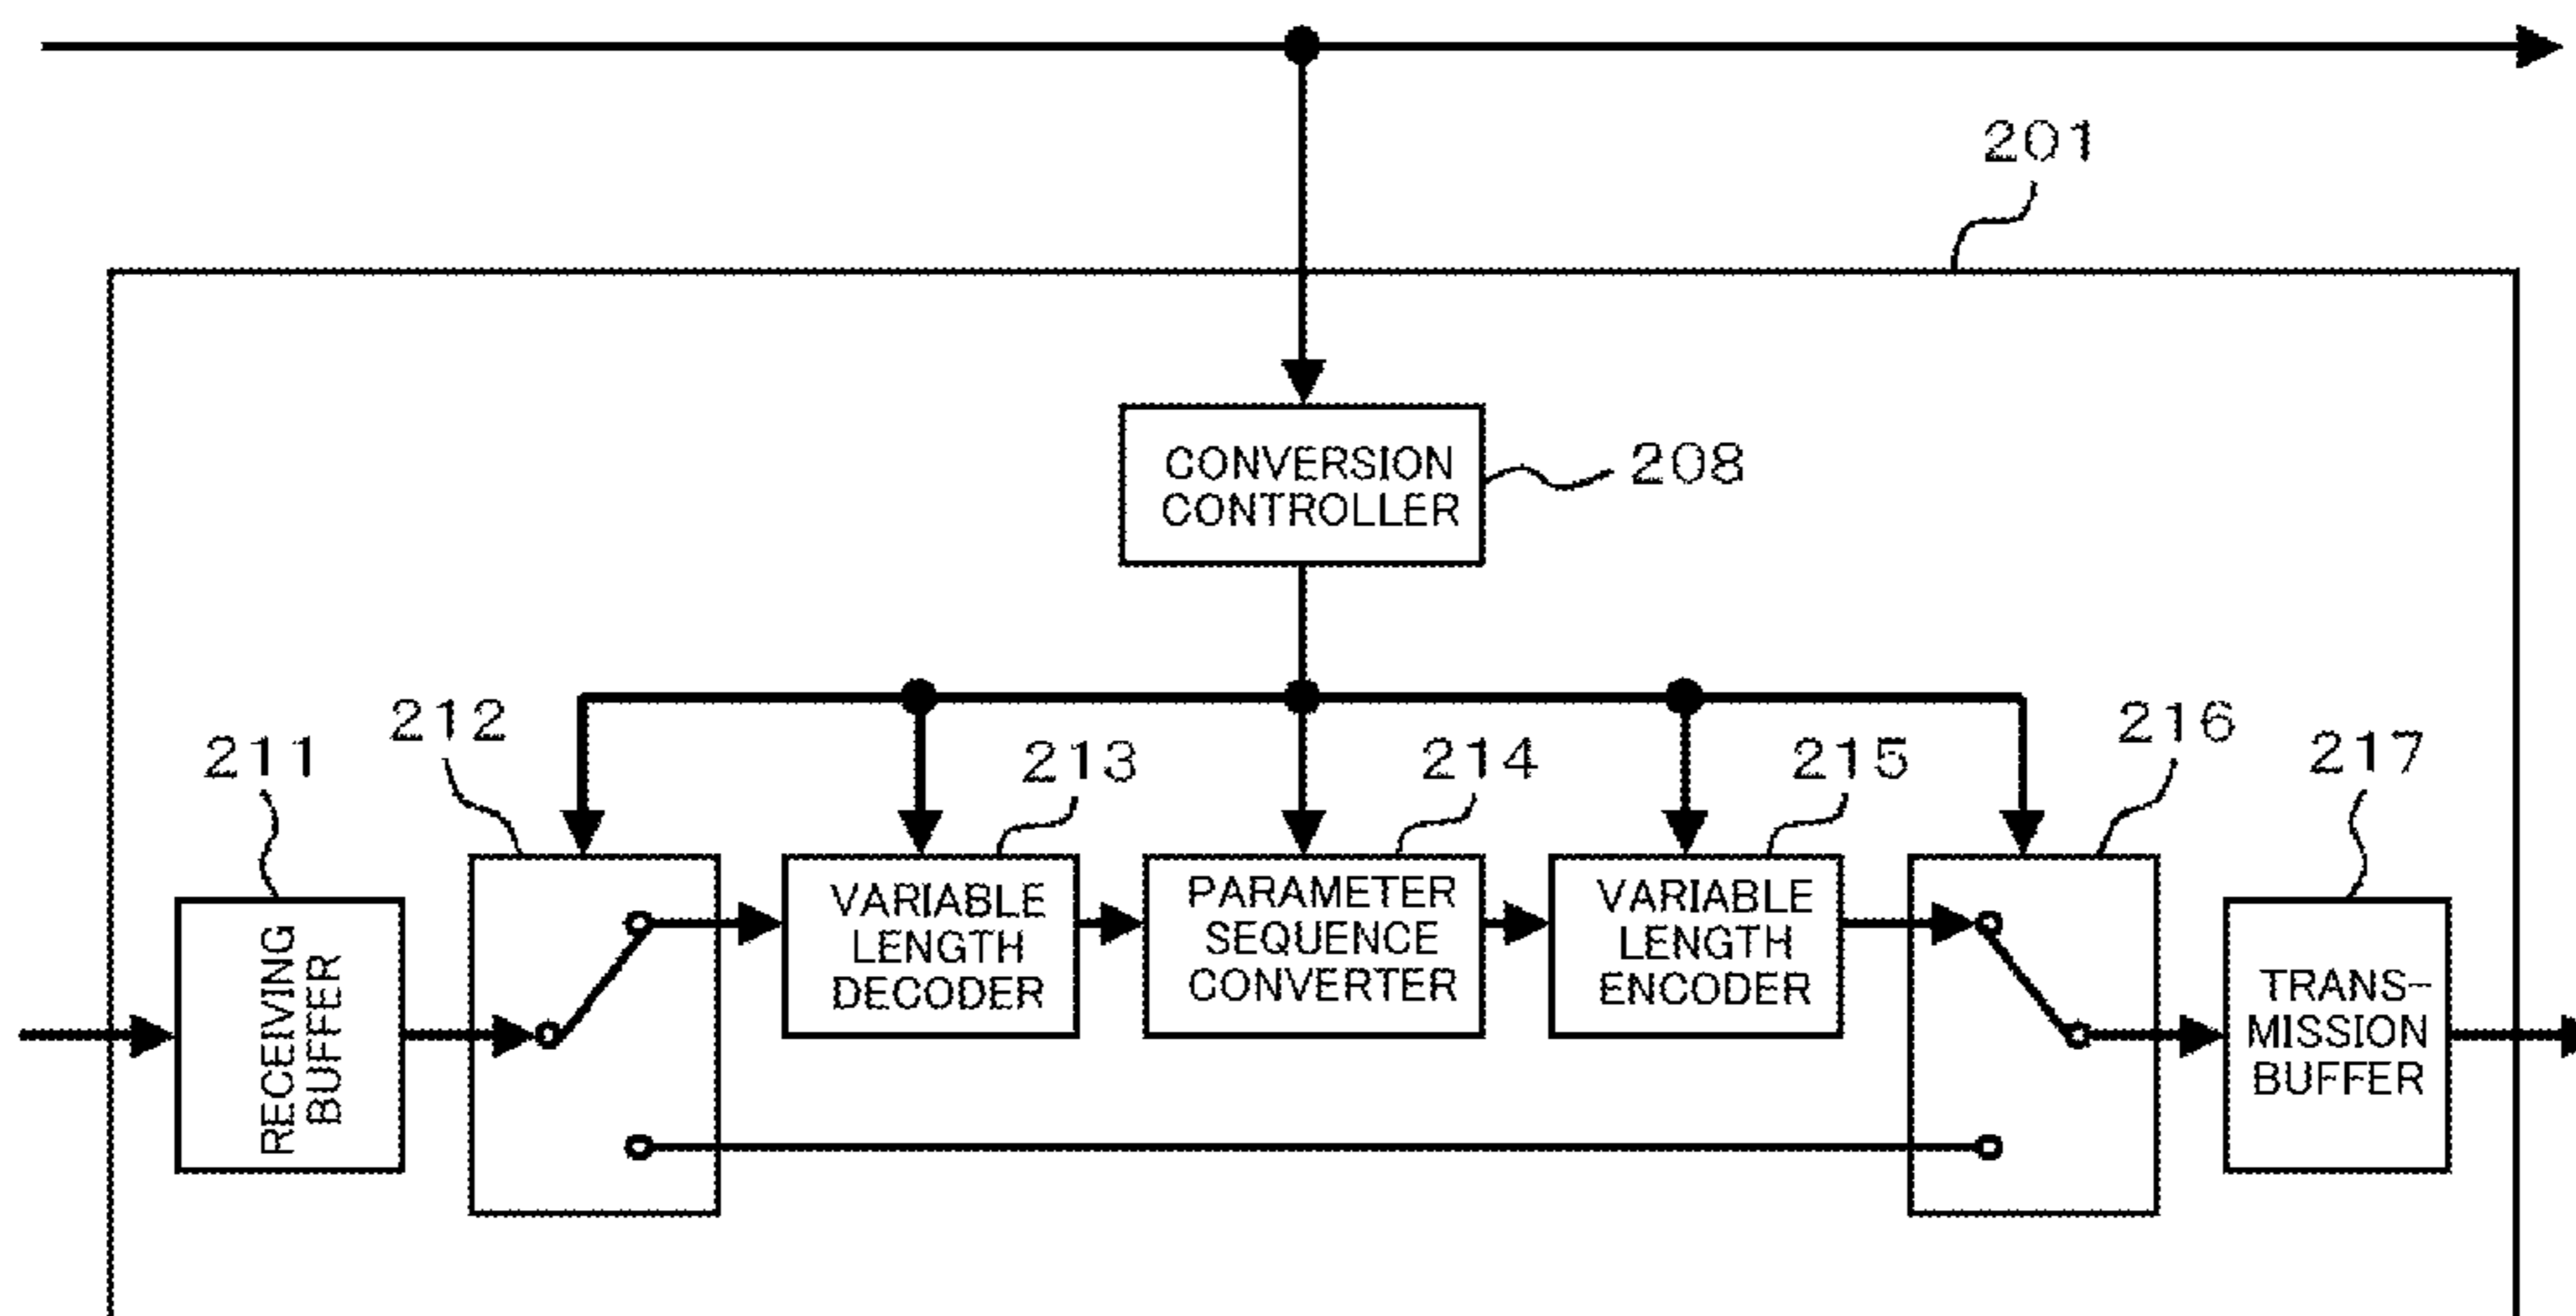 201
CONVERSION
CONTROLLER
208
211
212
213
214
215
216
217
RECEIVING
BUFFER
VARIABLE
LENGTH
DECODER
PARAMETER
SEQUENCE
CONVERTER
VARIABLE
LENGTH
ENCODER
TRANS-
MISSION
BUFFER